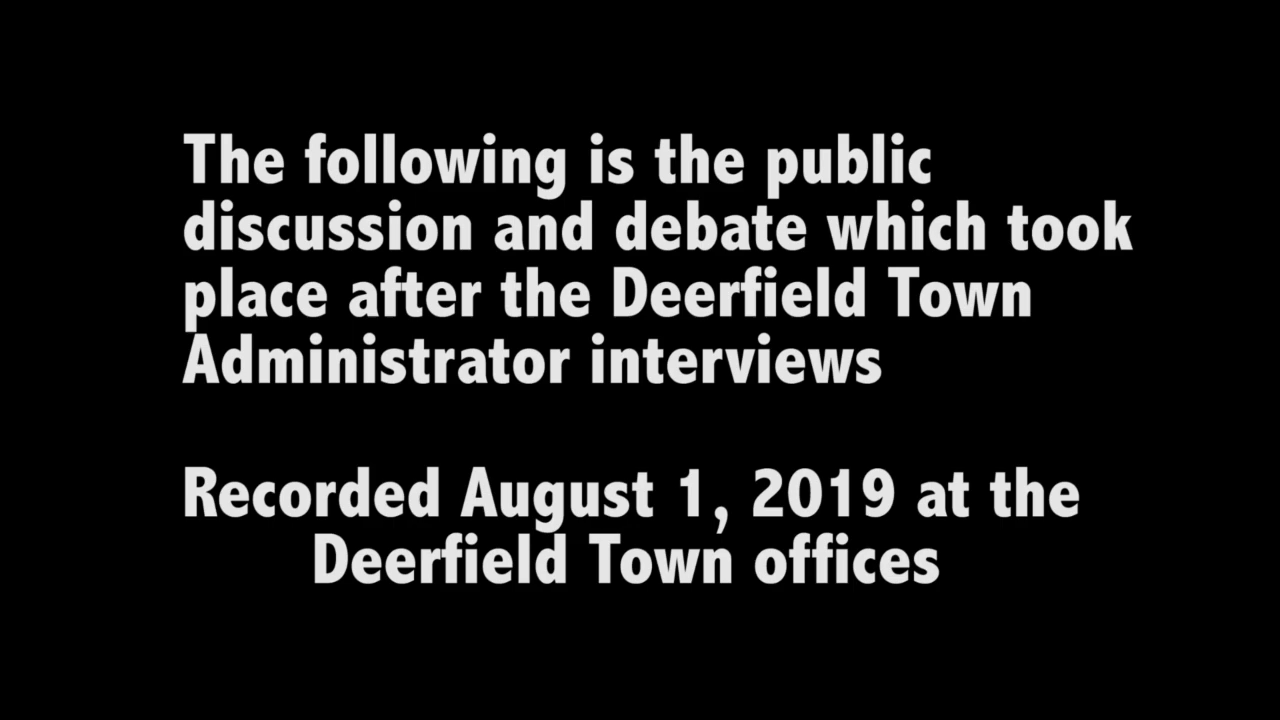 The following is the public
discussion and debate which took
place after the Deerfield Town
Administrator interviews
Recorded August 1, 2019 at the
Deerfield Town offices